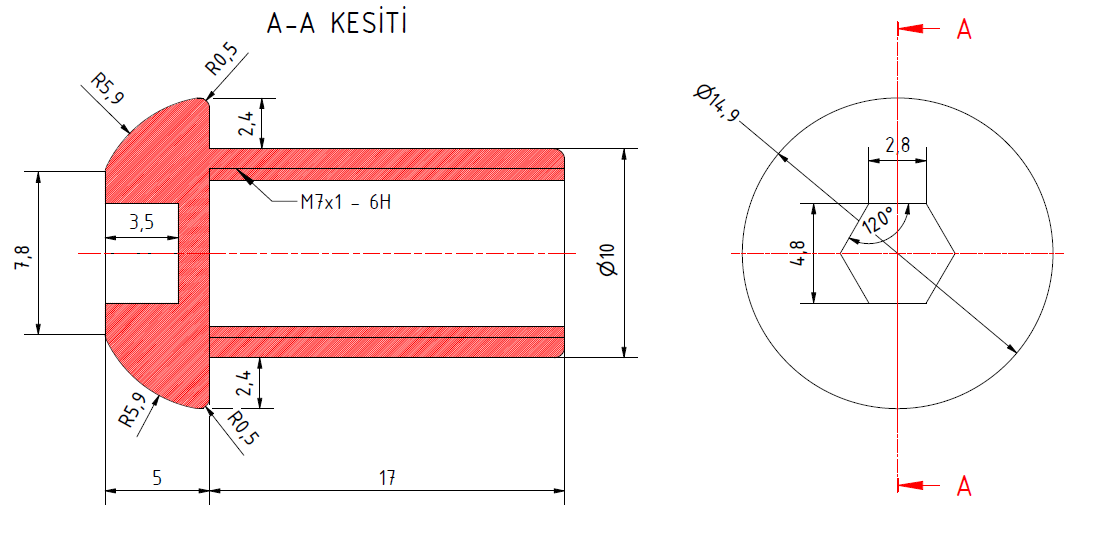 A-A KESİTİ
R5,9
R0,5
2,4
M7x1 - 6H
3,5
7,8
Ø10
2,4
R5,9
R0,5
5
17
A
Ø14,9
2,8
120°
4,8
A